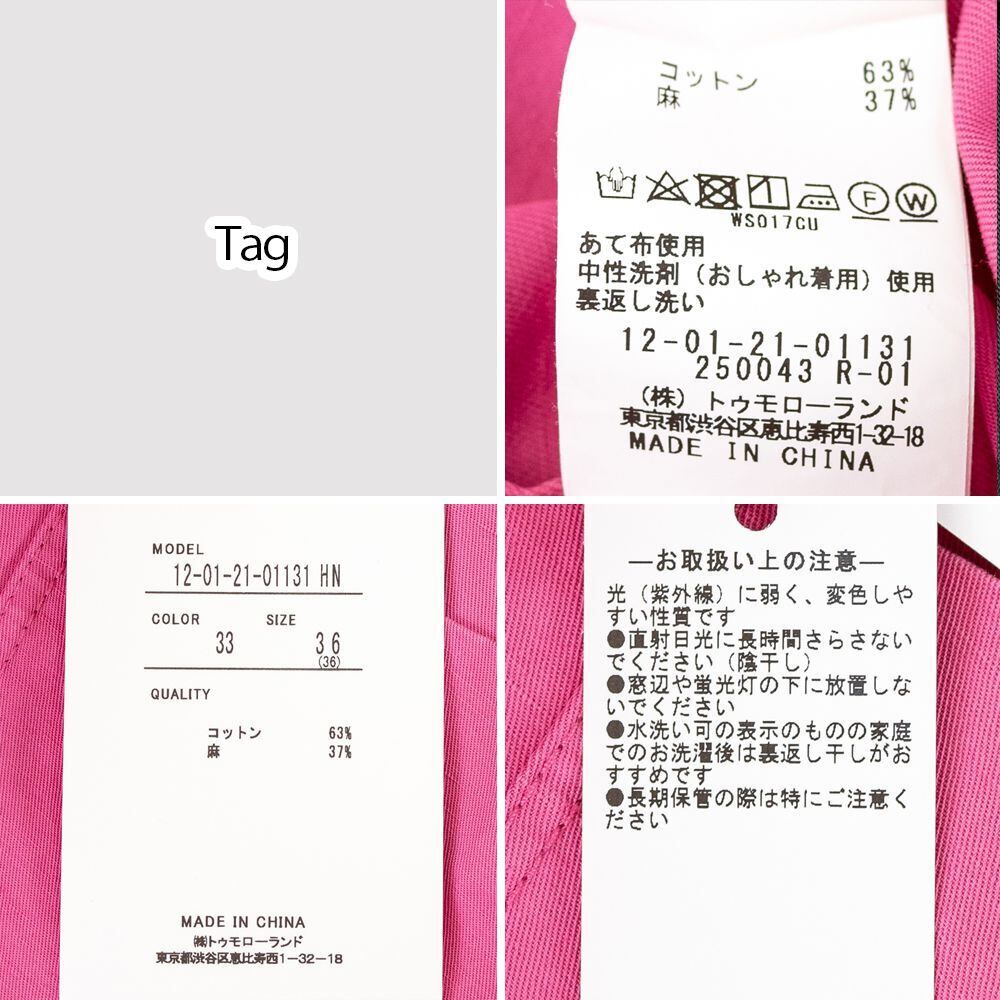 Tag
コットン 63%
麻 37%
WS017CU
あて布使用
中性洗剤（おしゃれ着用）使用
裏返し洗い
12-01-21-01131
250043 R-01
（株）トゥモローランド
東京都渋谷区恵比寿西1-32-18
MADE IN CHINA
MODEL
12-01-21-01131 HN
COLOR SIZE
33 36
(36)
QUALITY
コットン 63%
麻 37%
MADE IN CHINA
㈱トゥモローランド
東京都渋谷区恵比寿西1−32−18
―お取扱い上の注意―
光（紫外線）に弱く、変色しや
すい性質です
●直射日光に長時間さらさない
でください（陰干し）
●窓辺や蛍光灯の下に放置しな
いでください
●水洗い可の表示のものの家庭
でのお洗濯後は裏返し干しがお
すすめです
●長期保管の際は特にご注意く
ださい